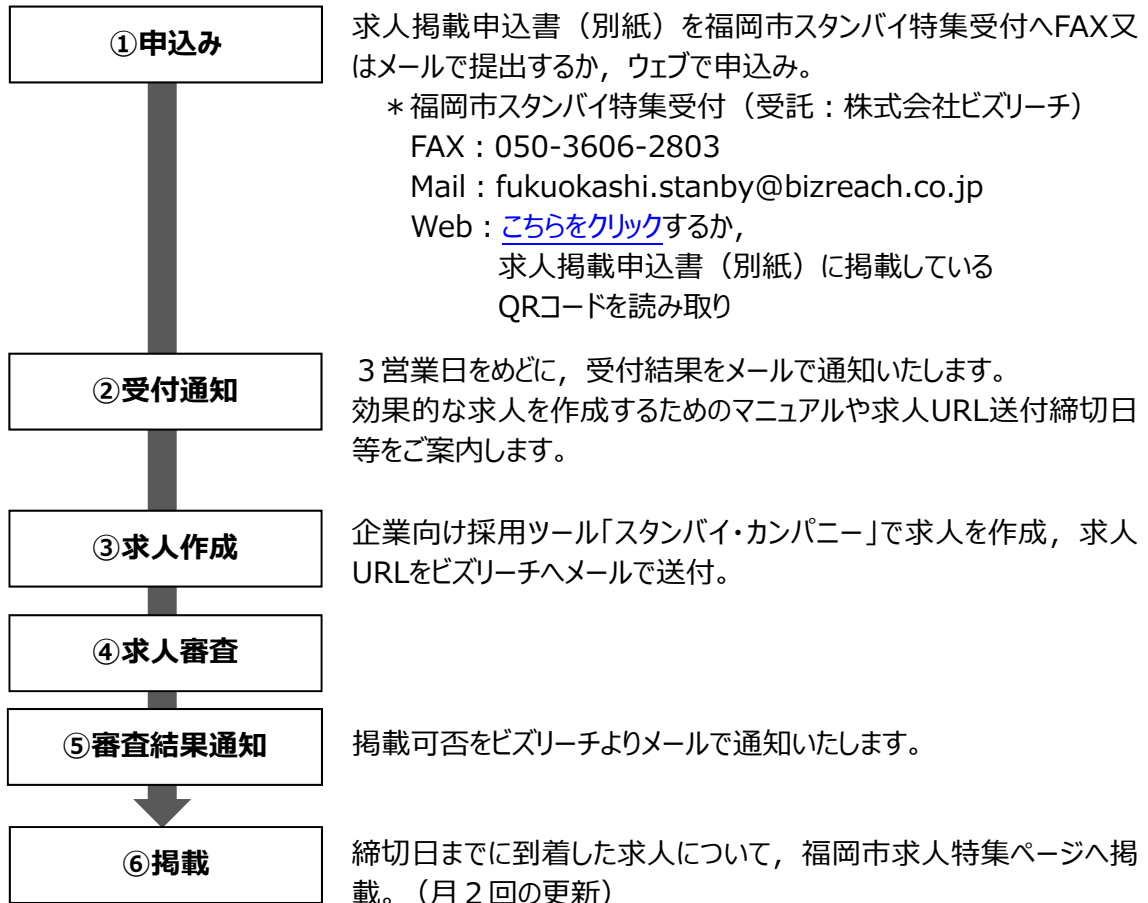 ①申込み
求人掲載申込書（別紙）を福岡市スタンバイ特集受付へFAX又
はメールで提出するか，ウェブで申込み。
＊福岡市スタンバイ特集受付（受託：株式会社ビズリーチ）
FAX：050-3606-2803
Mail：fukuokashi.stanby@bizreach.co.jp
Web：こちらをクリックするか，
求人掲載申込書（別紙）に掲載している
QRコードを読み取り
②受付通知
３営業日をめどに，受付結果をメールで通知いたします。
効果的な求人を作成するためのマニュアルや求人URL送付締切日
等をご案内します。
③求人作成
企業向け採用ツール「スタンバイ・カンパニー」で求人を作成，求人
URLをビズリーチへメールで送付。
④求人審査
⑤審査結果通知
掲載可否をビズリーチよりメールで通知いたします。
⑥掲載
締切日までに到着した求人について，福岡市求人特集ページへ掲
載。（月２回の更新）